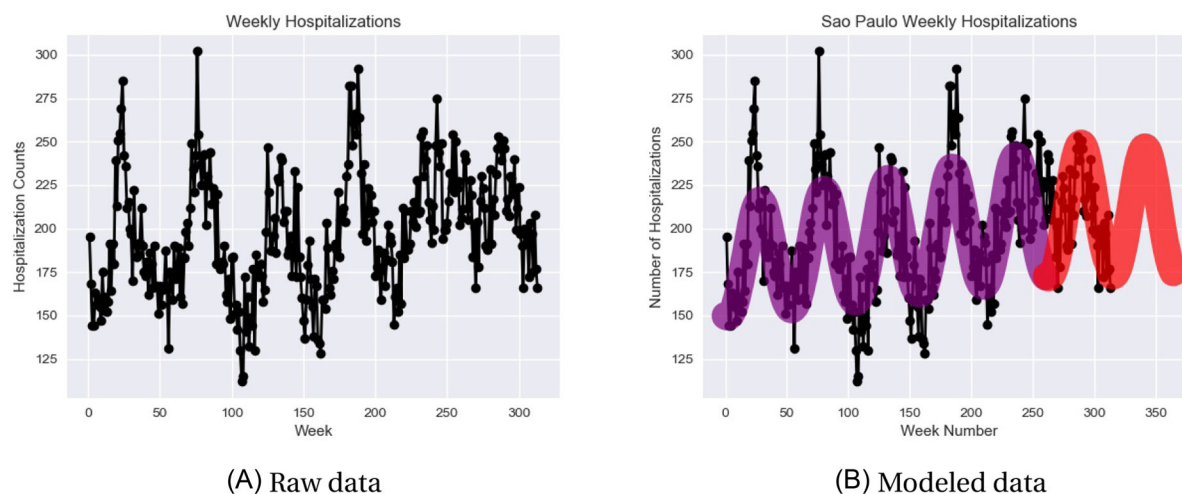 Weekly Hospitalizations
300
275
250
225
200
175
150
125
Hospitalization Counts
0 50 100 150 200 250 300
Week
(A) Raw data
Sao Paulo Weekly Hospitalizations
300
275
250
225
200
175
150
125
Number of Hospitalizations
0 50 100 150 200 250 300 350
Week Number
(B) Modeled data